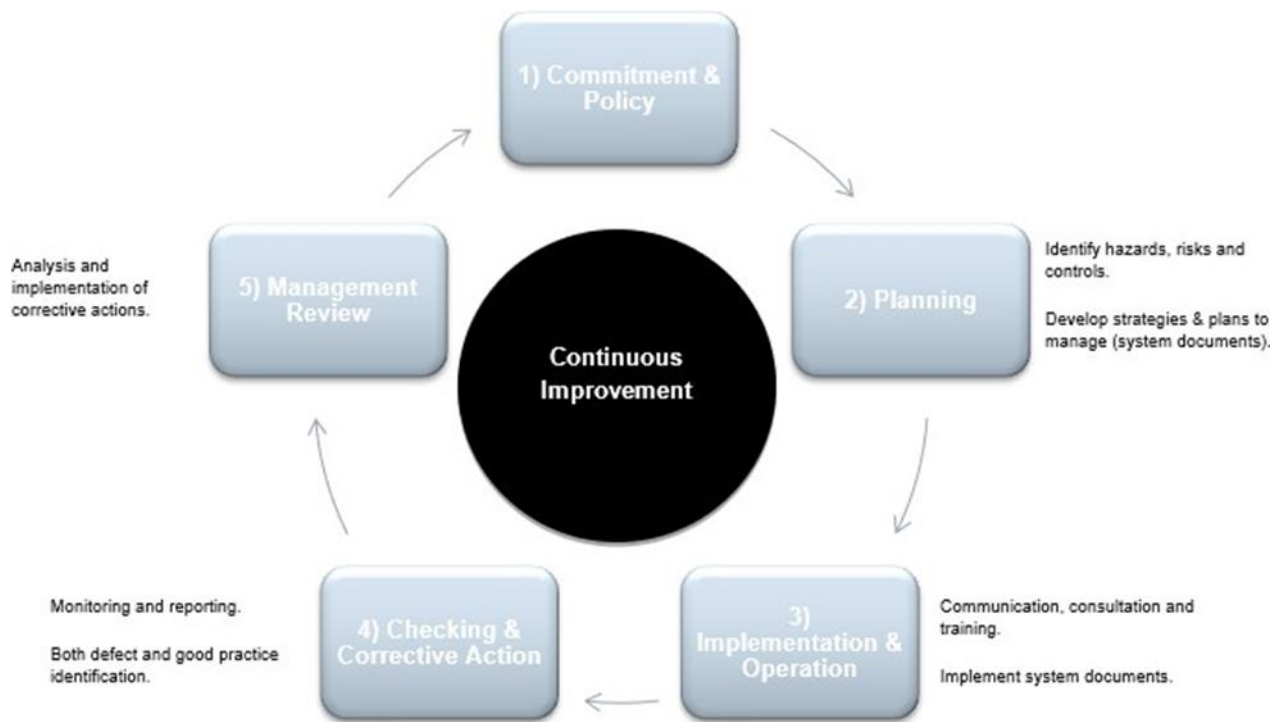 1) Commitment &
Policy
Identify hazards, risks and
controls.
2) Planning
Develop strategies & plans to
manage (system documents).
3)
Implementation &
Operation
Communication, consultation and
training.
Implement system documents.
4) Checking &
Corrective Action
Monitoring and reporting.
Both defect and good practice
identification.
5) Management
Review
Analysis and
implementation of
corrective actions.
Continuous
Improvement